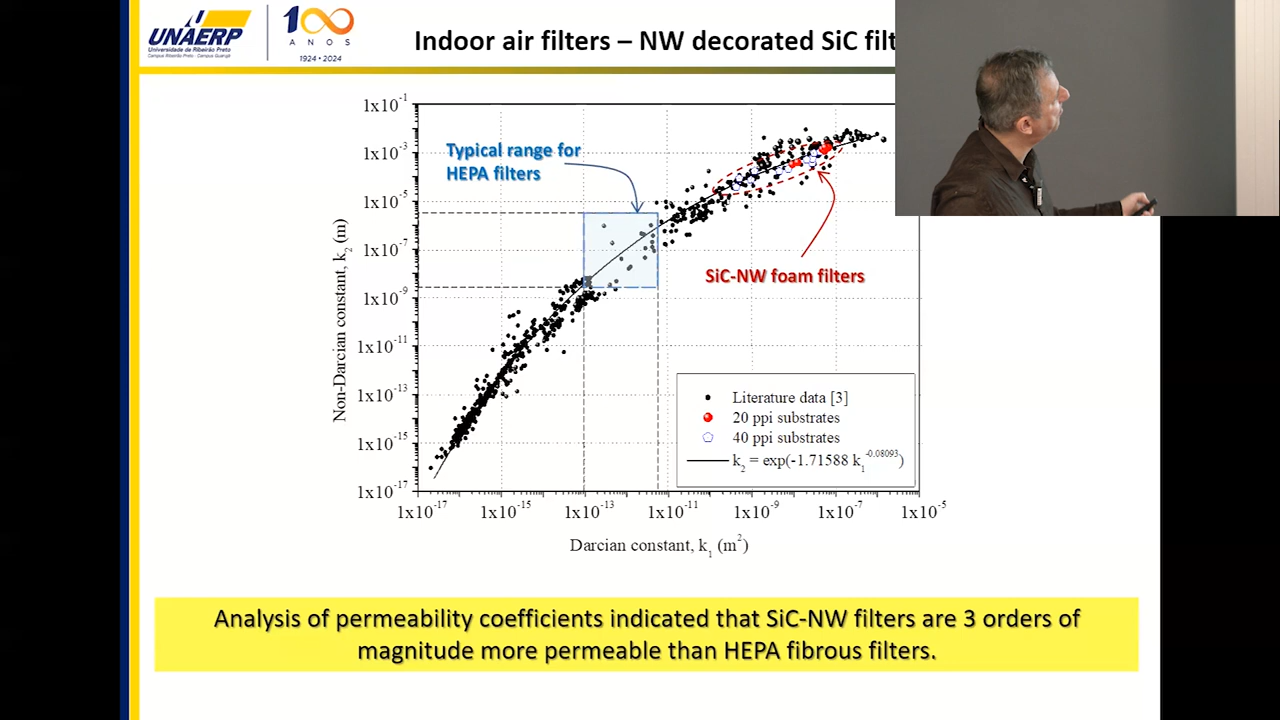 UNAERP
Universidade de Ribeirão Preto
Campus Ribeirão Preto • Campus Guarujá
100
ANOS
1924 • 2024
Indoor air filters – NW decorated SiC filt
1x10⁻¹
1x10⁻³
1x10⁻⁵
1x10⁻⁷
1x10⁻⁹
1x10⁻¹¹
1x10⁻¹³
1x10⁻¹⁵
1x10⁻¹⁷
Non-Darcian constant, k₂ (m)
Typical range for
HEPA filters
SiC-NW foam filters
Literature data [3]
20 ppi substrates
40 ppi substrates
k₂ = exp(-1.71588 k₁⁻⁰·⁰⁸⁰⁹³)
1x10⁻¹⁷ 1x10⁻¹⁵ 1x10⁻¹³ 1x10⁻¹¹ 1x10⁻⁹ 1x10⁻⁷ 1x10⁻⁵
Darcian constant, k₁ (m²)
Analysis of permeability coefficients indicated that SiC-NW filters are 3 orders of
magnitude more permeable than HEPA fibrous filters.